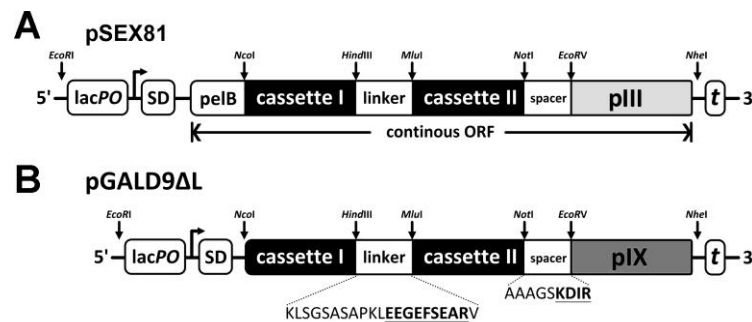 A pSEX81
EcoRI NcoI HindIII MluI NotI EcoRV NheI
5' lacPO SD pelB cassette I linker cassette II spacer pIII t 3
continous ORF
B pGALD9ΔL
EcoRI NcoI HindIII MluI NotI EcoRV NheI
5' lacPO SD cassette I linker cassette II spacer pIX t 3
AAAGSKDIR
KLSGSASAPKLEEGEFSEARV